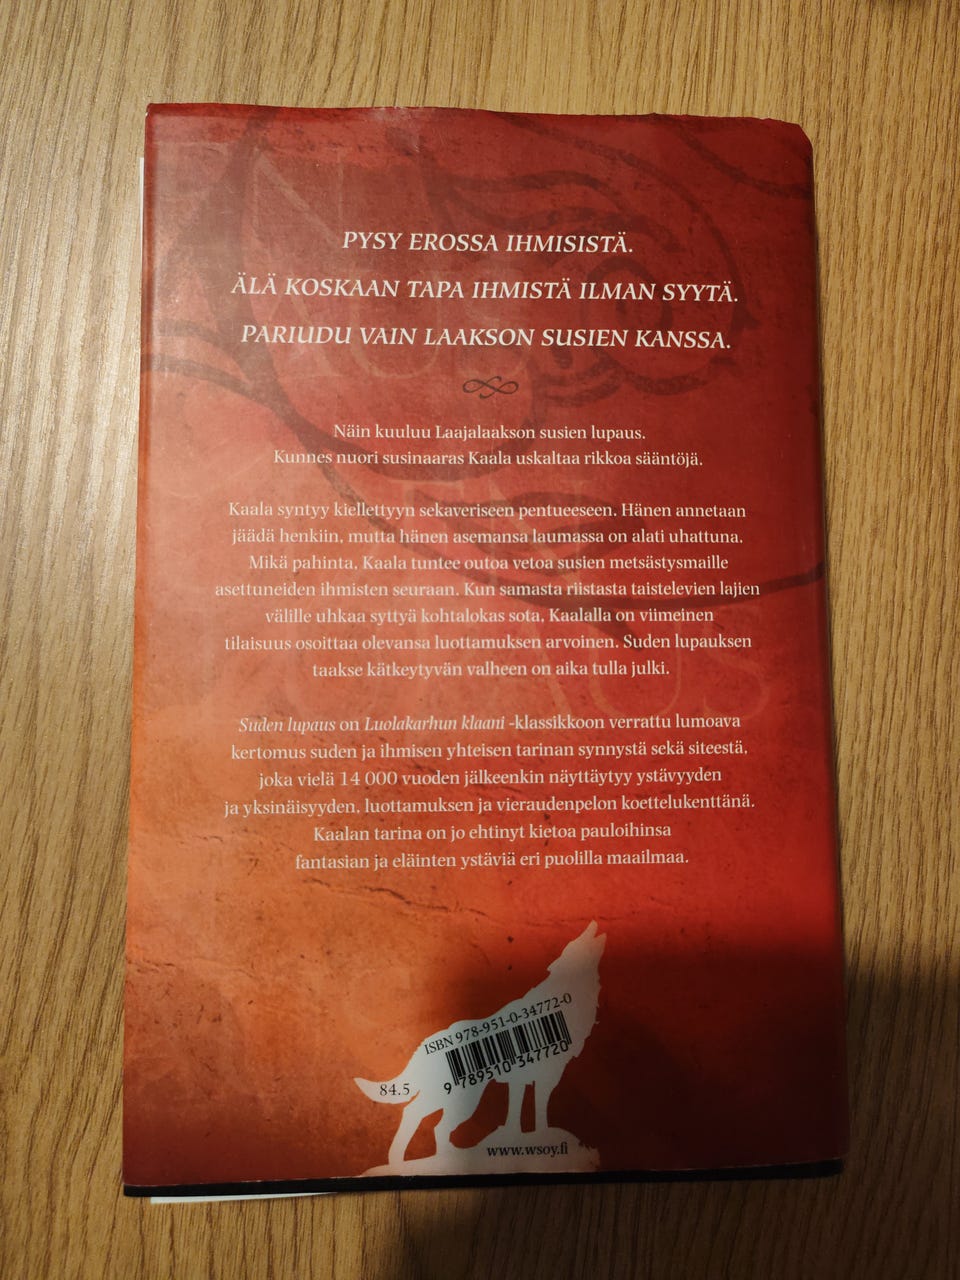 PYSY EROSSA IHMISISTÄ.
ÄLÄ KOSKAAN TAPA IHMISTÄ ILMAN SYYTÄ.
PARIUDU VAIN LAAKSON SUSIEN KANSSA.
Näin kuuluu Laajalaakson susien lupaus.
Kunnes nuori susinaaras Kaala uskaltaa rikkoa sääntöjä.
Kaala syntyy kiellettyyn sekaveriseen pentueeseen. Hänen annetaan
jäädä henkiin, mutta hänen asemansa laumassa on alati uhattuna.
Mikä pahinta, Kaala tuntee outoa vetoa susien metsästysmaille
asettuneiden ihmisten seuraan. Kun samasta riistasta taistelevien lajien
välille uhkaa syttyä kohtalokas sota, Kaalalla on viimeinen
tilaisuus osoittaa olevansa luottamuksen arvoinen. Suden lupauksen
taakse kätkeytyvän valheen on aika tulla julki.
Suden lupaus on Luolakarhun klaani -klassikkoon verrattu lumoava
kertomus suden ja ihmisen yhteisen tarinan synnystä sekä siteestä,
joka vielä 14 000 vuoden jälkeenkin näyttäytyy ystävyyden
ja yksinäisyyden, luottamuksen ja vieraudenpelon koettelukenttänä.
Kaalan tarina on jo ehtinyt kietoa pauloihinsa
fantasian ja eläinten ystäviä eri puolilla maailmaa.
ISBN 978-951-0-34772-0
9 789510 347720
84.5
www.wsoy.fi